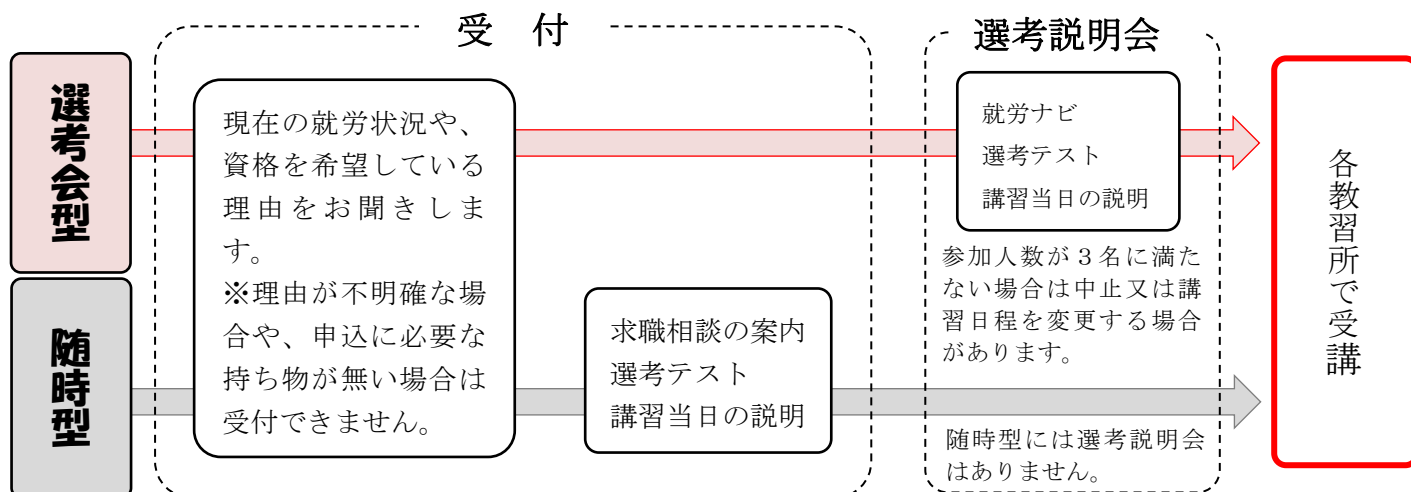 受　付
選考説明会
選考会型
現在の就労状況や、
資格を希望している
理由をお聞きしま
す。
※理由が不明確な場
合や、申込に必要な
持ち物が無い場合は
受付できません。
就労ナビ
選考テスト
講習当日の説明
参加人数が３名に満た
ない場合は中止又は講
習日程を変更する場合
があります。
随時型
求職相談の案内
選考テスト
講習当日の説明
随時型には選考説明会
はありません。
各教習所で受講